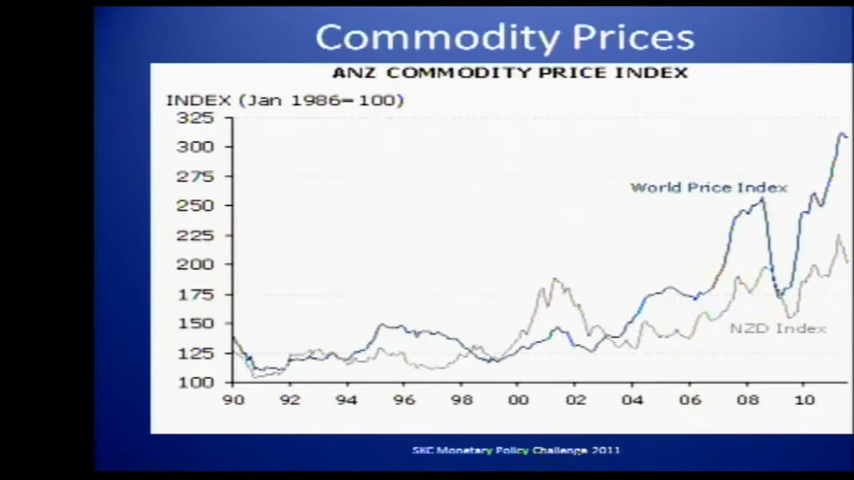 Commodity Prices
ANZ COMMODITY PRICE INDEX
INDEX (Jan 1986=100)
325
300
275
World Price Index
250
225
200
175
150
NZD Index
125
100
90 92 94 96 98 00 02 04 06 08 10
SKC Monetary Policy Challenge 2011